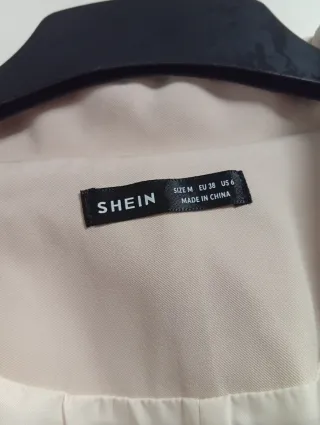 SHEIN
SIZE M EU 38 US 6
MADE IN CHINA